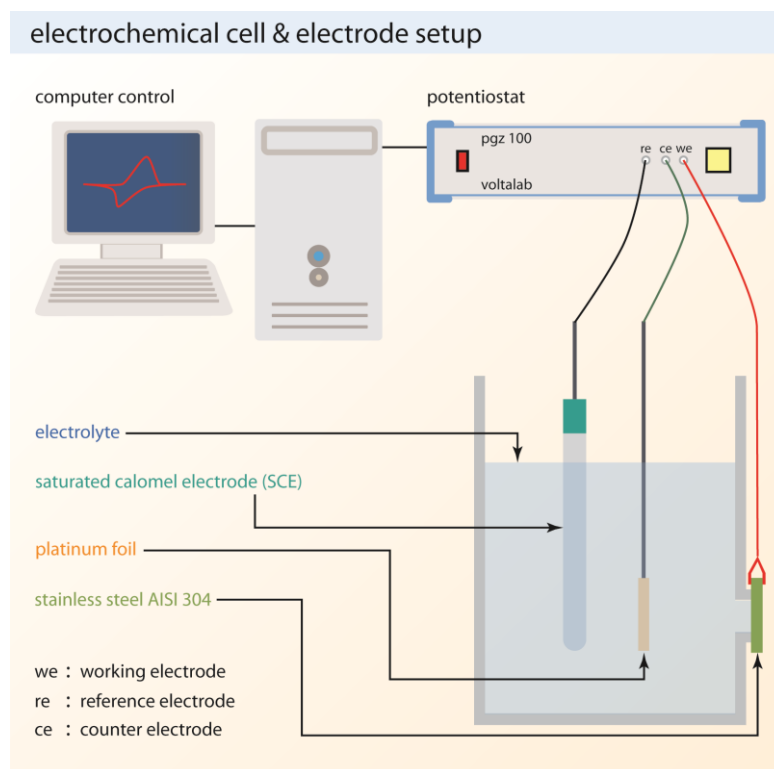 electrochemical cell & electrode setup
computer control
potentiostat
pgz 100
re ce we
voltalab
electrolyte
saturated calomel electrode (SCE)
platinum foil
stainless steel AISI 304
we : working electrode
re : reference electrode
ce : counter electrode